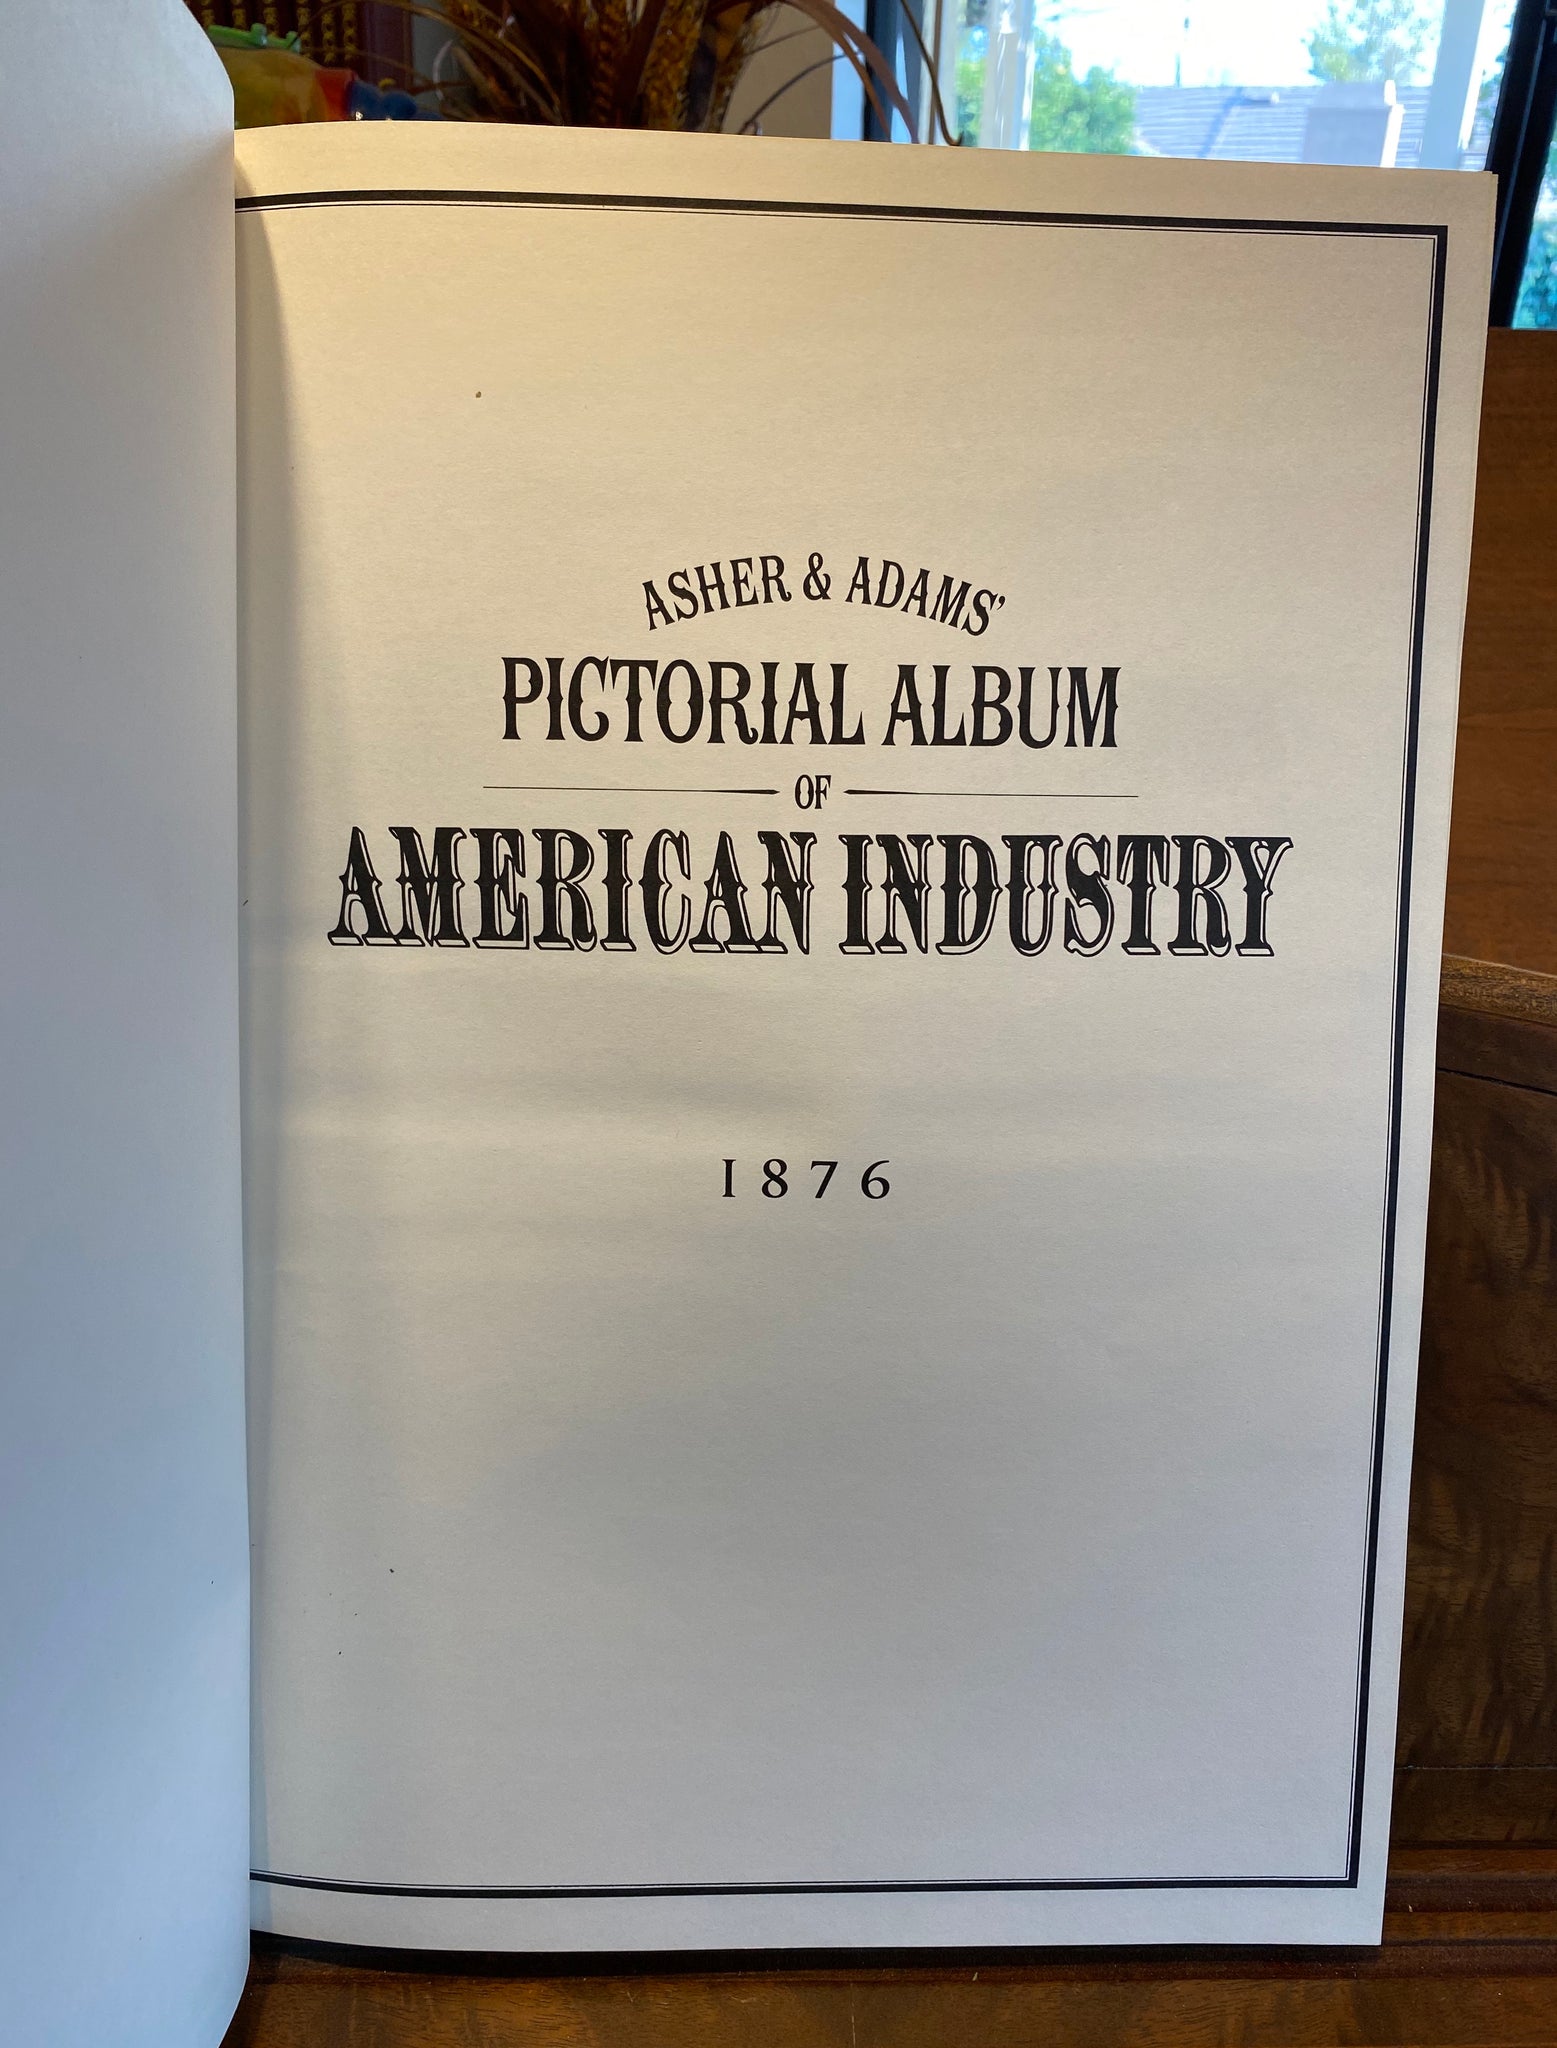 ASHER & ADAMS'
PICTORIAL ALBUM
OF
AMERICAN INDUSTRY
1876